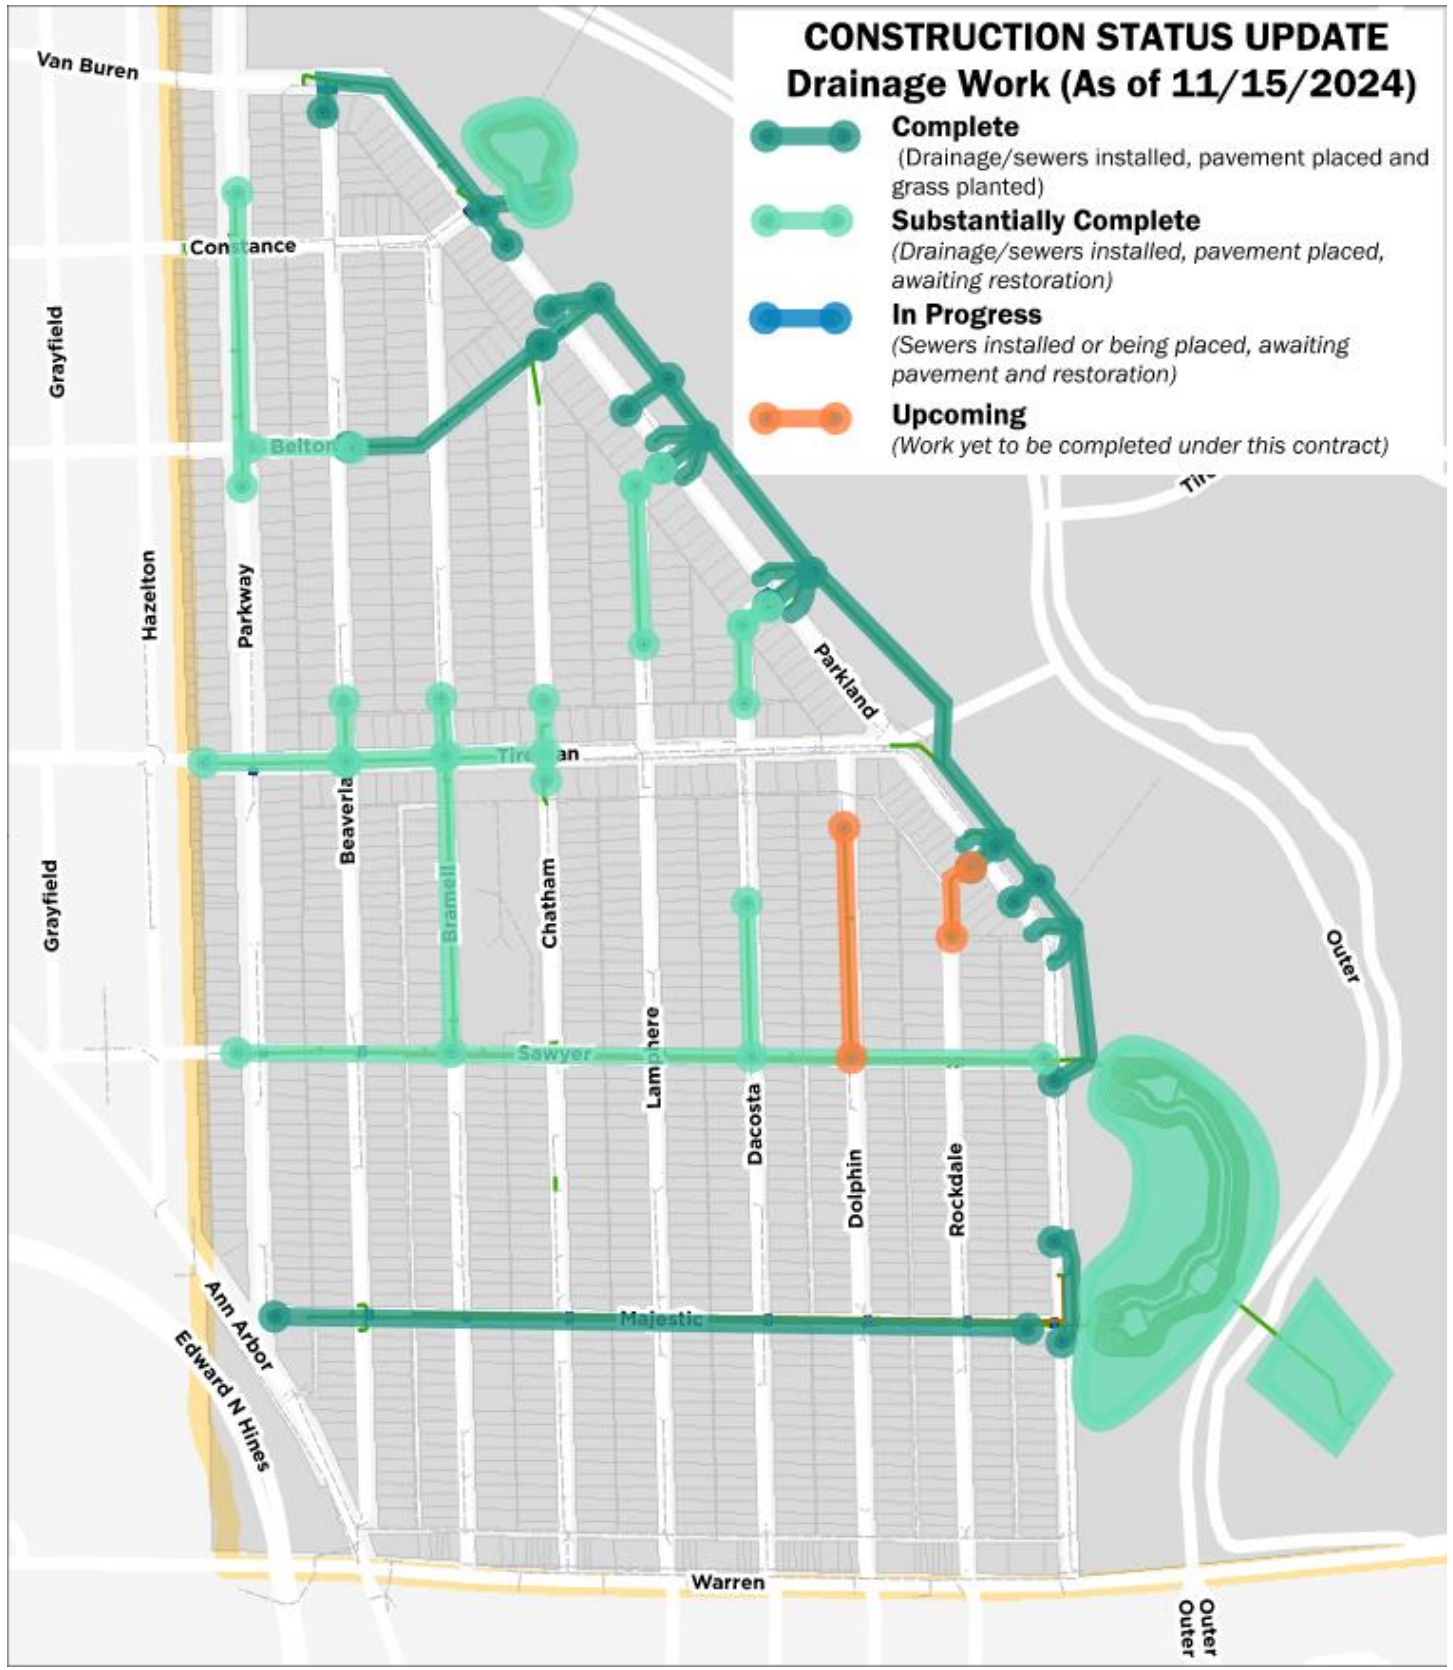 CONSTRUCTION STATUS UPDATE
Drainage Work (As of 11/15/2024)
Complete
(Drainage/sewers installed, pavement placed and
grass planted)
Substantially Complete
(Drainage/sewers installed, pavement placed,
awaiting restoration)
In Progress
(Sewers installed or being placed, awaiting
pavement and restoration)
Upcoming
(Work yet to be completed under this contract)
Van Buren
Constance
Grayfield
Belton
Hazelton
Parkway
Parkland
Beaverla
Bramell
Chatham
Grayfield
Outer
Sawyer
Lamphere
Dacosta
Dolphin
Rockdale
Majestic
Ann Arbor
Edward N Hines
Warren
Outer
Outer